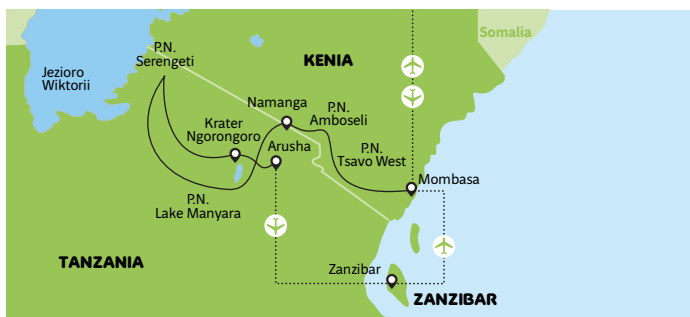 Somalia
P.N.
Serengeti
KENIA
Jezioro
Wiktorii
Namanga
P.N.
Amboseli
Krater
Ngorongoro
Arusha
P.N.
Tsavo West
Mombasa
P.N.
Lake Manyara
TANZANIA
Zanzibar
ZANZIBAR